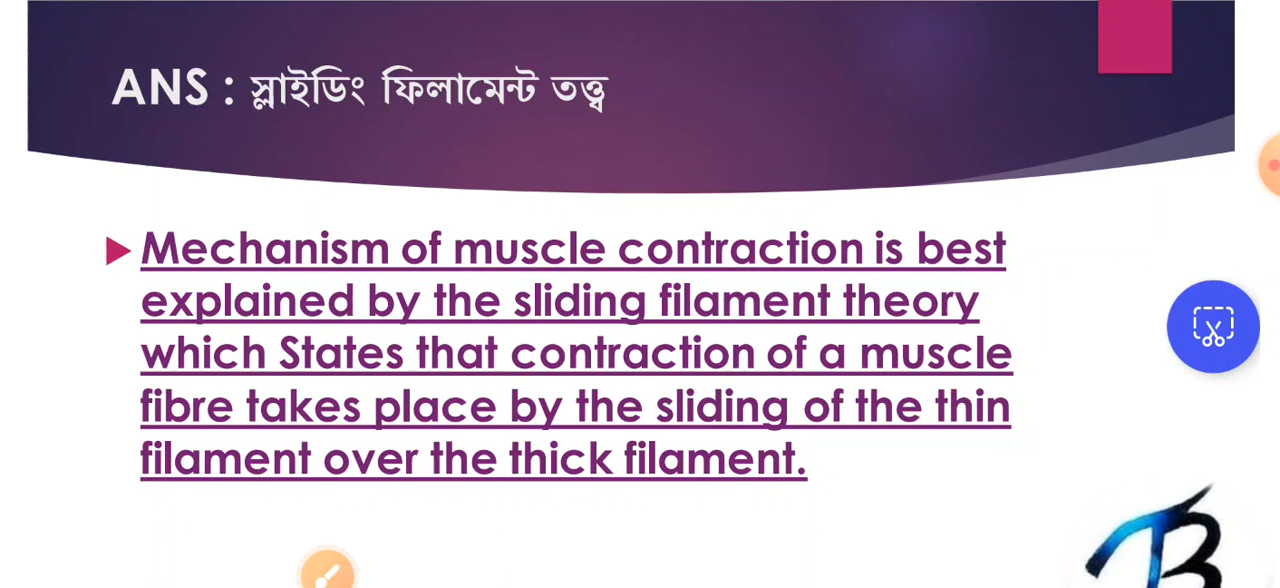 ANS : স্লাইডিং ফিলামেন্ট তত্ত্ব
Mechanism of muscle contraction is best
explained by the sliding filament theory
which States that contraction of a muscle
fibre takes place by the sliding of the thin
filament over the thick filament.
TB